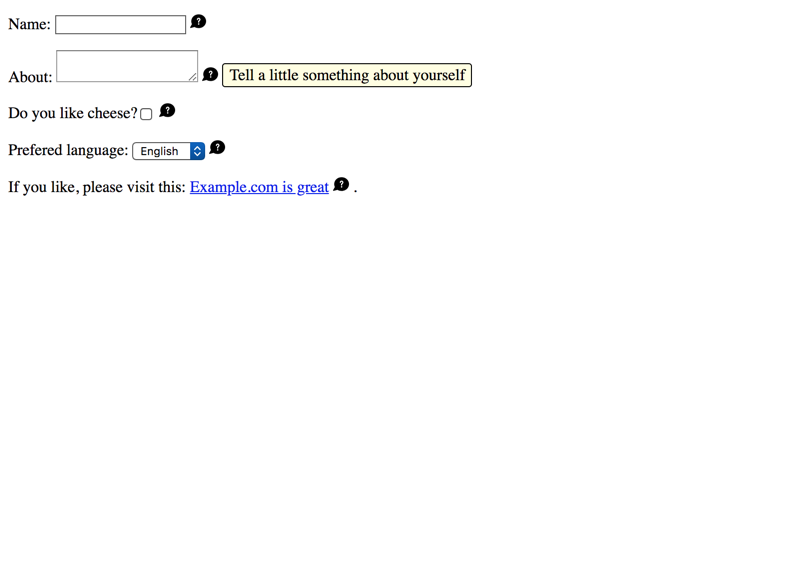 Name: ?
About: ? Tell a little something about yourself
Do you like cheese? ?
Prefered language: English ?
If you like, please visit this: Example.com is great ? .